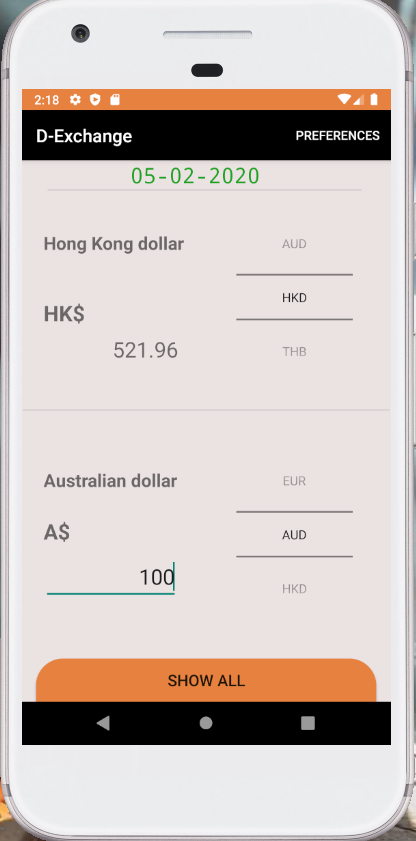 2:18
D-Exchange PREFERENCES
05-02-2020
Hong Kong dollar
HK$
521.96
AUD
HKD
THB
Australian dollar
A$
100
EUR
AUD
HKD
SHOW ALL